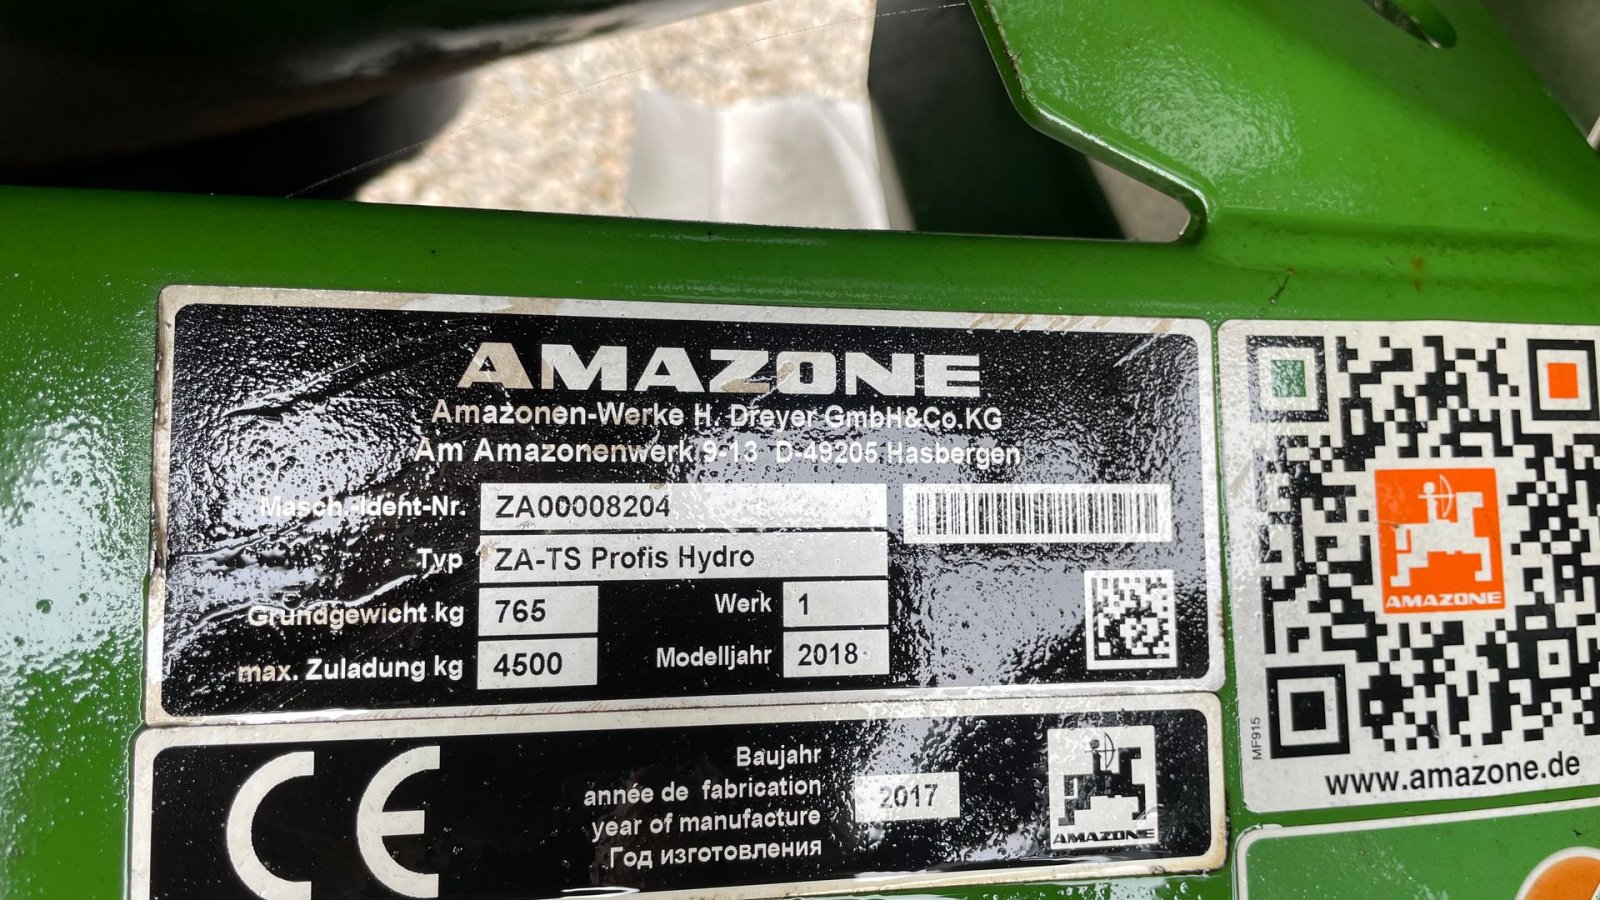 AMAZONE
Amazonen-Werke H. Dreyer GmbH&Co.KG
Am Amazonenwerk 9-13 D-49205 Hasbergen
Masch.-Ident-Nr. ZA00008204
Typ ZA-TS Profis Hydro
Grundgewicht kg 765 Werk 1
max. Zuladung kg 4500 Modelljahr 2018
CE
Baujahr
année de fabrication
year of manufacture
Год изготовления
2017
AMAZONE
AMAZONE
MF915
www.amazone.de